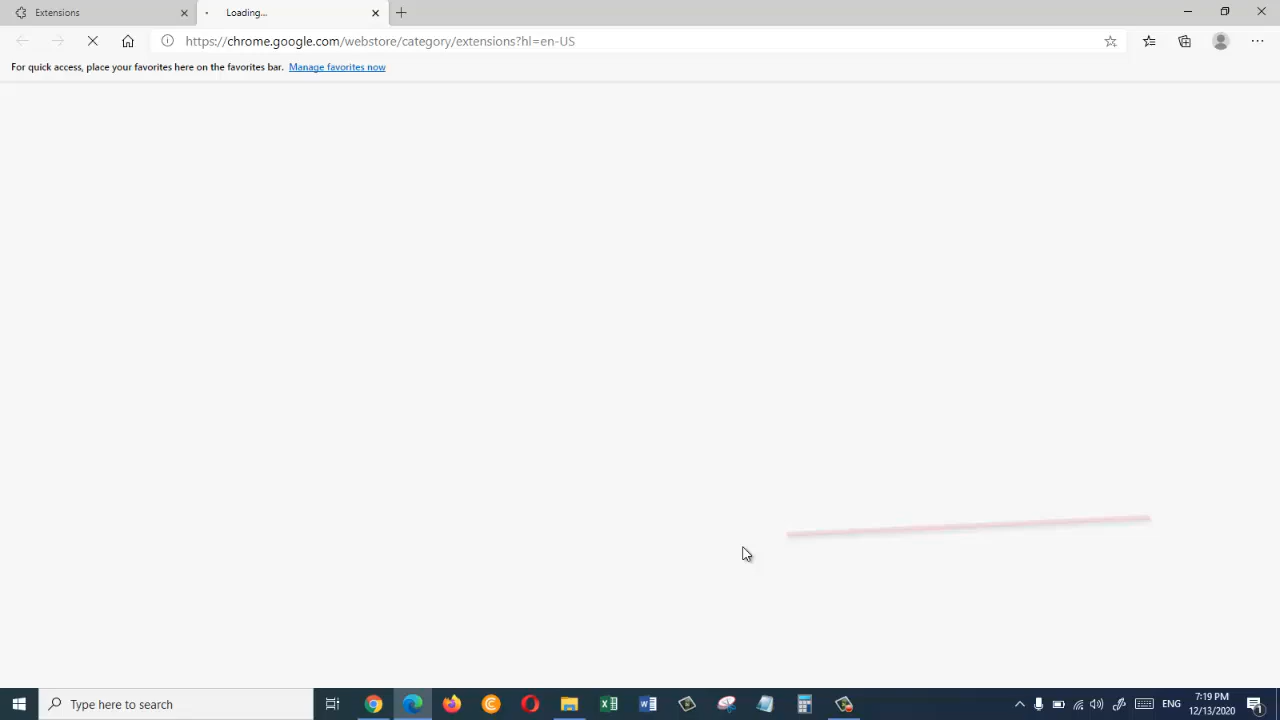 Extensions
Loading...
https://chrome.google.com/webstore/category/extensions?hl=en-US
For quick access, place your favorites here on the favorites bar. Manage favorites now
Type here to search
ENG
7:19 PM
12/13/2020
1